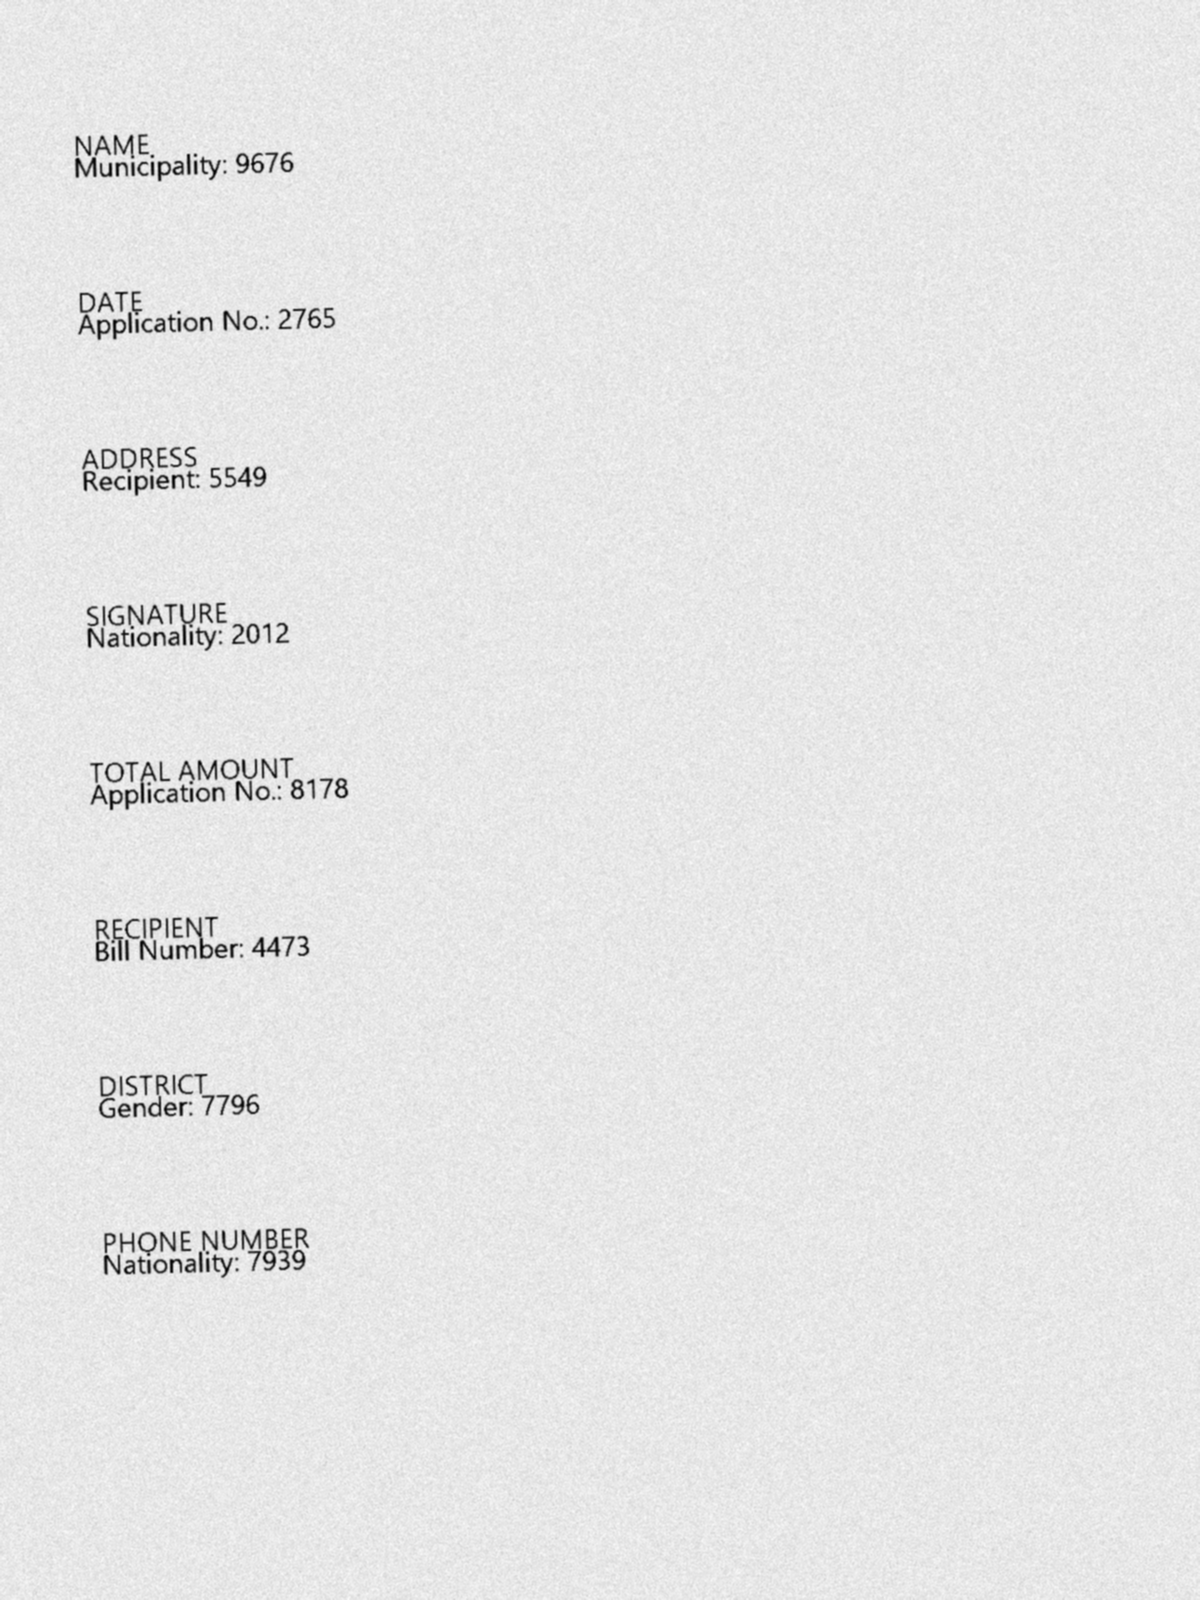 NAME
Municipality: 9676
DATE
Application No.: 2765
ADDRESS
Recipient: 5549
SIGNATURE
Nationality: 2012
TOTAL AMOUNT
Application No.: 8178
RECIPIENT
Bill Number: 4473
DISTRICT
Gender: 7796
PHONE NUMBER
Nationality: 7939